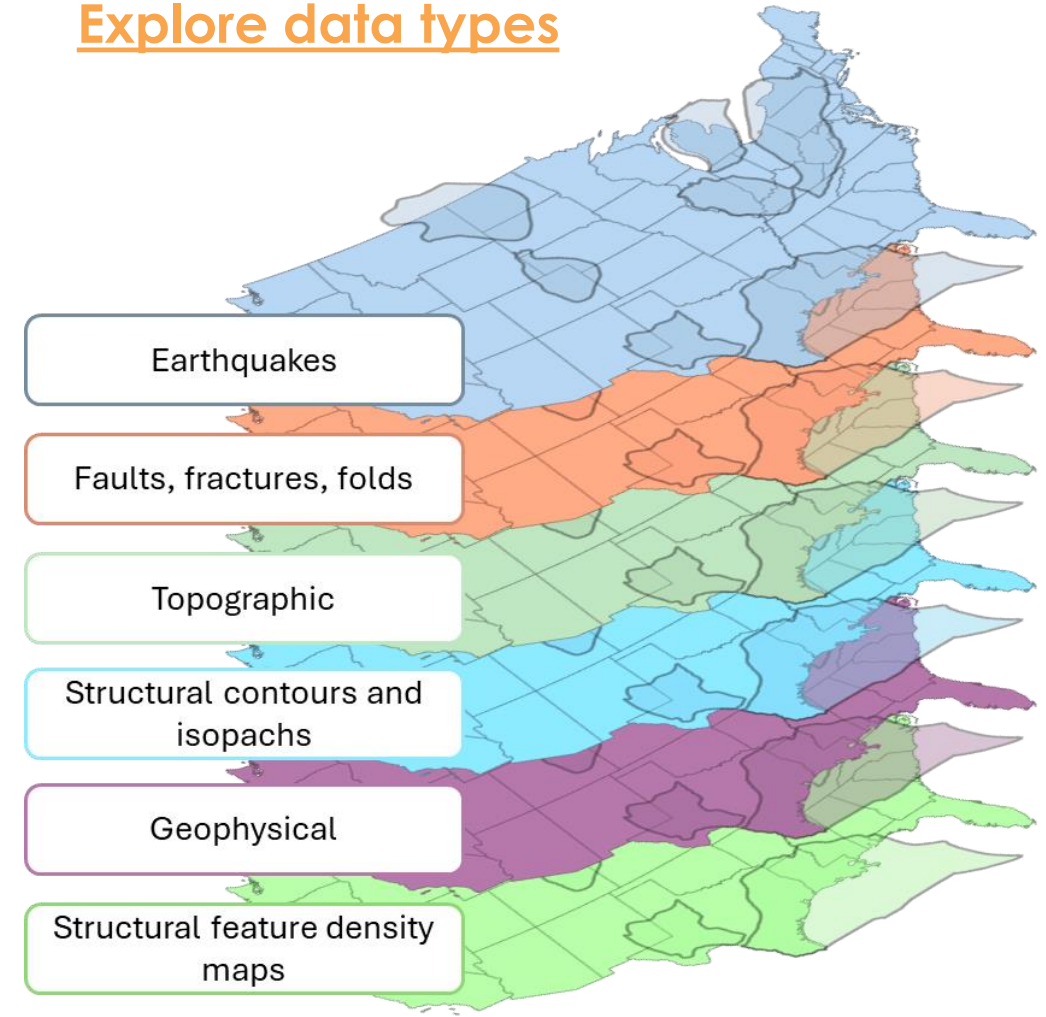 Explore data types
Earthquakes
Faults, fractures, folds
Topographic
Structural contours and
isopachs
Geophysical
Structural feature density
maps